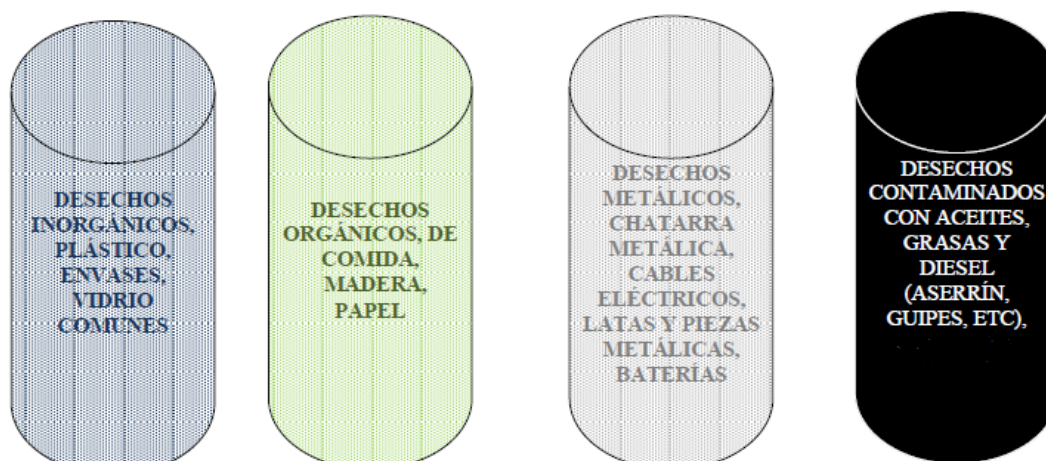 DESECHOS
INORGÁNICOS,
PLÁSTICO,
ENVASES,
VIDRIO
COMUNES
DESECHOS
ORGÁNICOS, DE
COMIDA,
MADERA,
PAPEL
DESECHOS
METÁLICOS,
CHATARRA
METÁLICA,
CABLES
ELÉCTRICOS,
LATAS Y PIEZAS
METÁLICAS,
BATERÍAS
DESECHOS
CONTAMINADOS
CON ACEITES,
GRASAS Y
DIESEL
(ASERRÍN,
GUIPES, ETC),